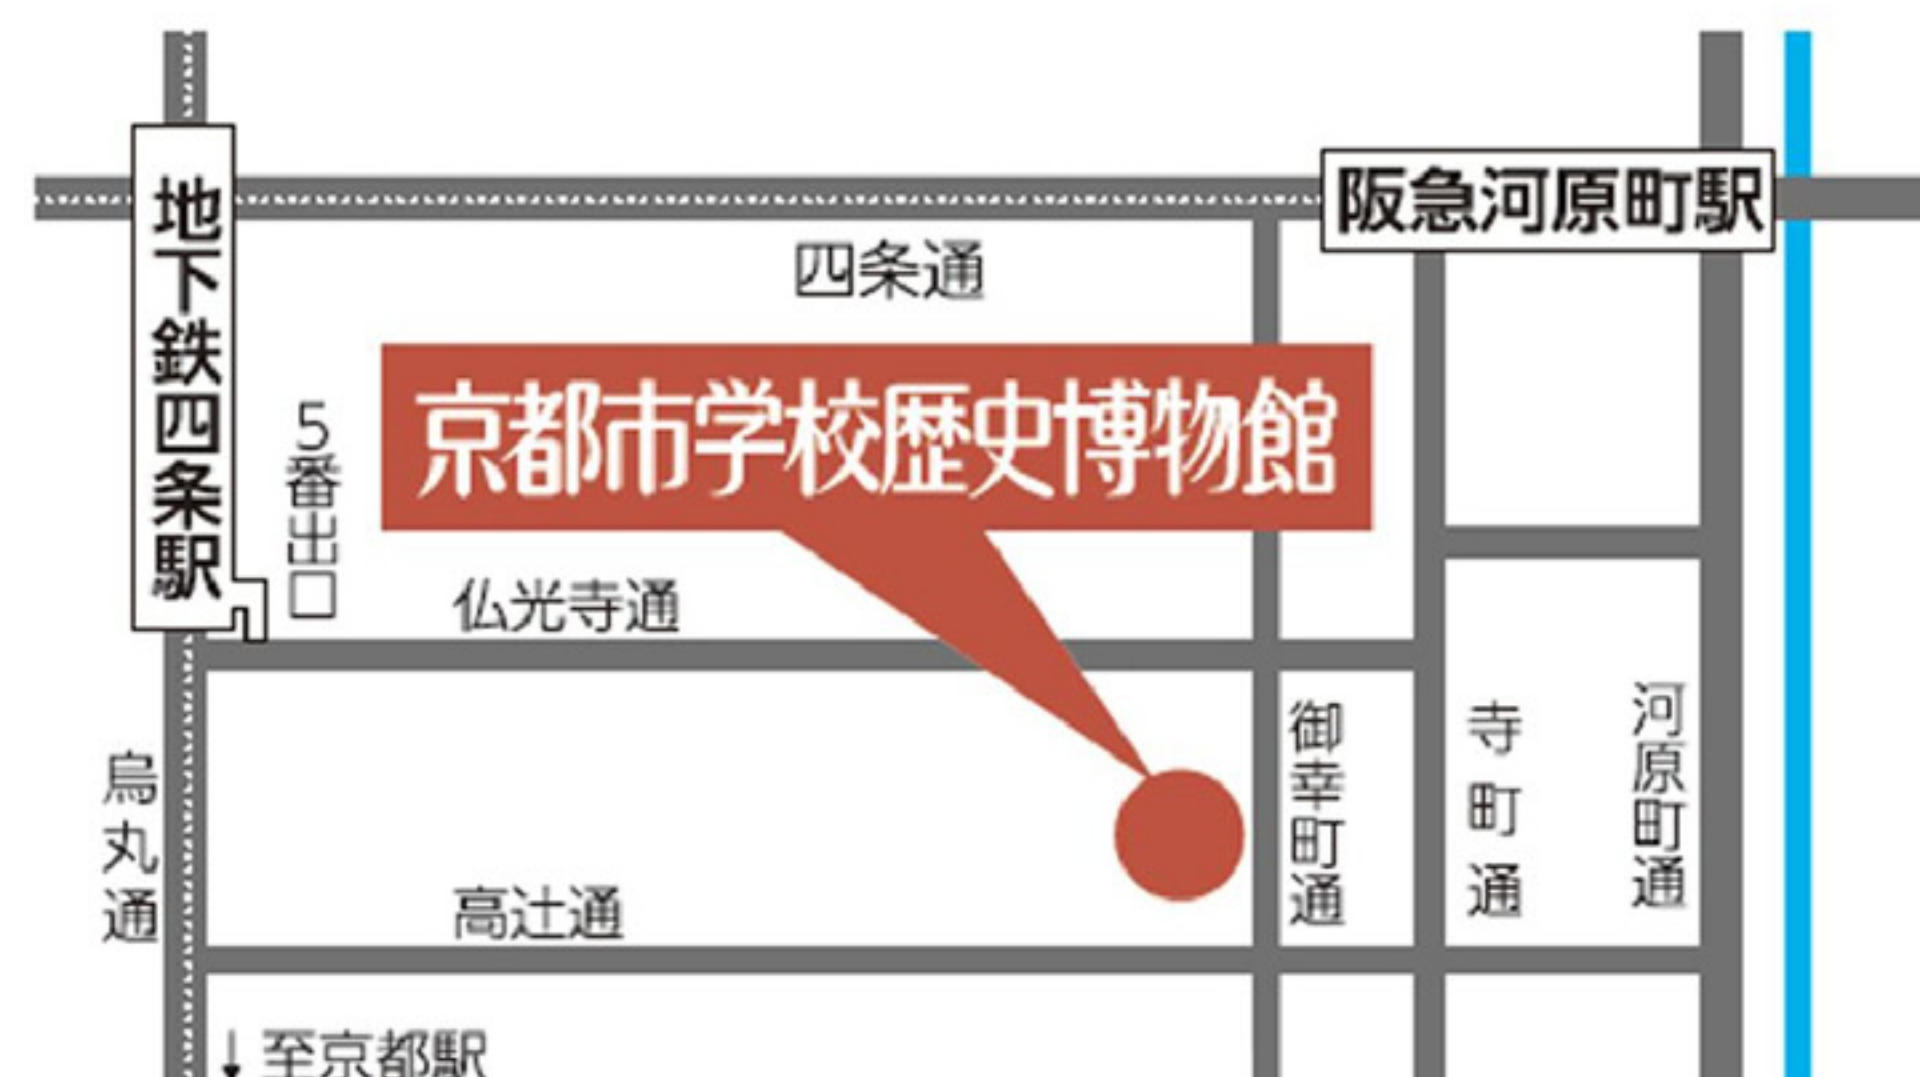 地下鉄四条駅
阪急河原町駅
四条通
京都市学校歴史博物館
5番出口
仏光寺通
御幸町通
寺町通
河原町通
烏丸通
高辻通
↓至京都駅